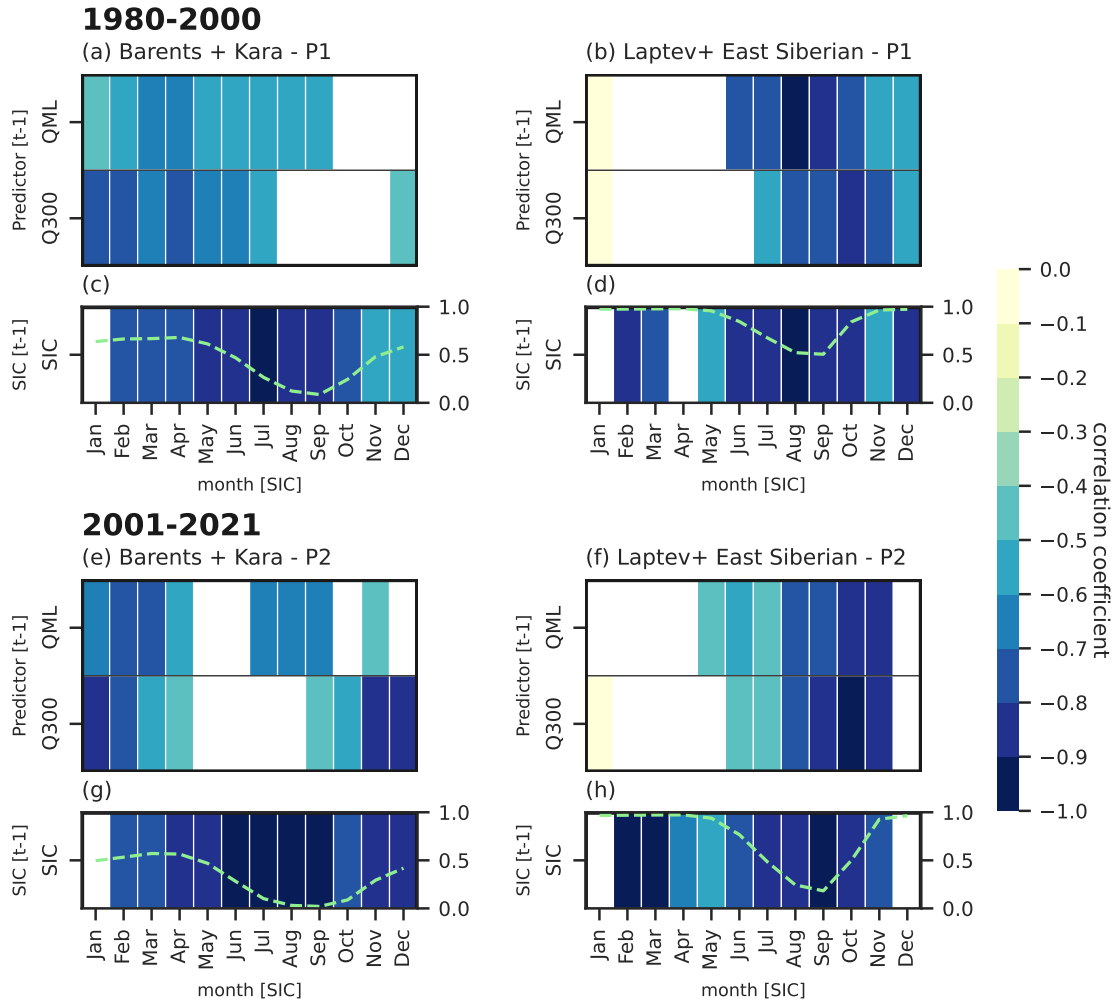 1980-2000
(a) Barents + Kara - P1
(b) Laptev+ East Siberian - P1
Predictor [t-1]
QML
Q300
Predictor [t-1]
QML
Q300
(c)
(d)
SIC [t-1]
SIC
1.0
0.5
0.0
SIC [t-1]
SIC
1.0
0.5
0.0
Jan Feb Mar Apr May Jun Jul Aug Sep Oct Nov Dec
Jan Feb Mar Apr May Jun Jul Aug Sep Oct Nov Dec
month [SIC]
month [SIC]
2001-2021
(e) Barents + Kara - P2
(f) Laptev+ East Siberian - P2
Predictor [t-1]
QML
Q300
Predictor [t-1]
QML
Q300
(g)
(h)
SIC [t-1]
SIC
1.0
0.5
0.0
SIC [t-1]
SIC
1.0
0.5
0.0
Jan Feb Mar Apr May Jun Jul Aug Sep Oct Nov Dec
Jan Feb Mar Apr May Jun Jul Aug Sep Oct Nov Dec
month [SIC]
month [SIC]
0.0
−0.1
−0.2
−0.3
−0.4
−0.5
−0.6
−0.7
−0.8
−0.9
−1.0
correlation coefficient